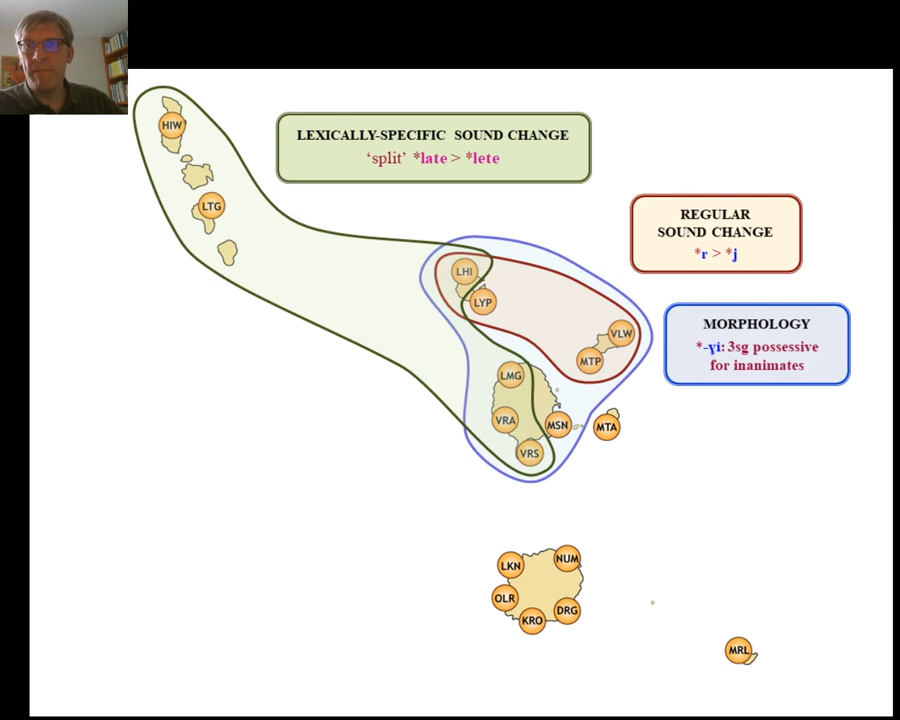 LEXICALLY-SPECIFIC SOUND CHANGE
‘split’ *late > *lete
REGULAR
SOUND CHANGE
*r > *j
MORPHOLOGY
*-ɣi: 3sg possessive
for inanimates
HIW
LTG
LHI
LYP
VLW
MTP
LMG
VRA
MSN
MTA
VRS
LKN
NUM
OLR
DRG
KRO
MRL